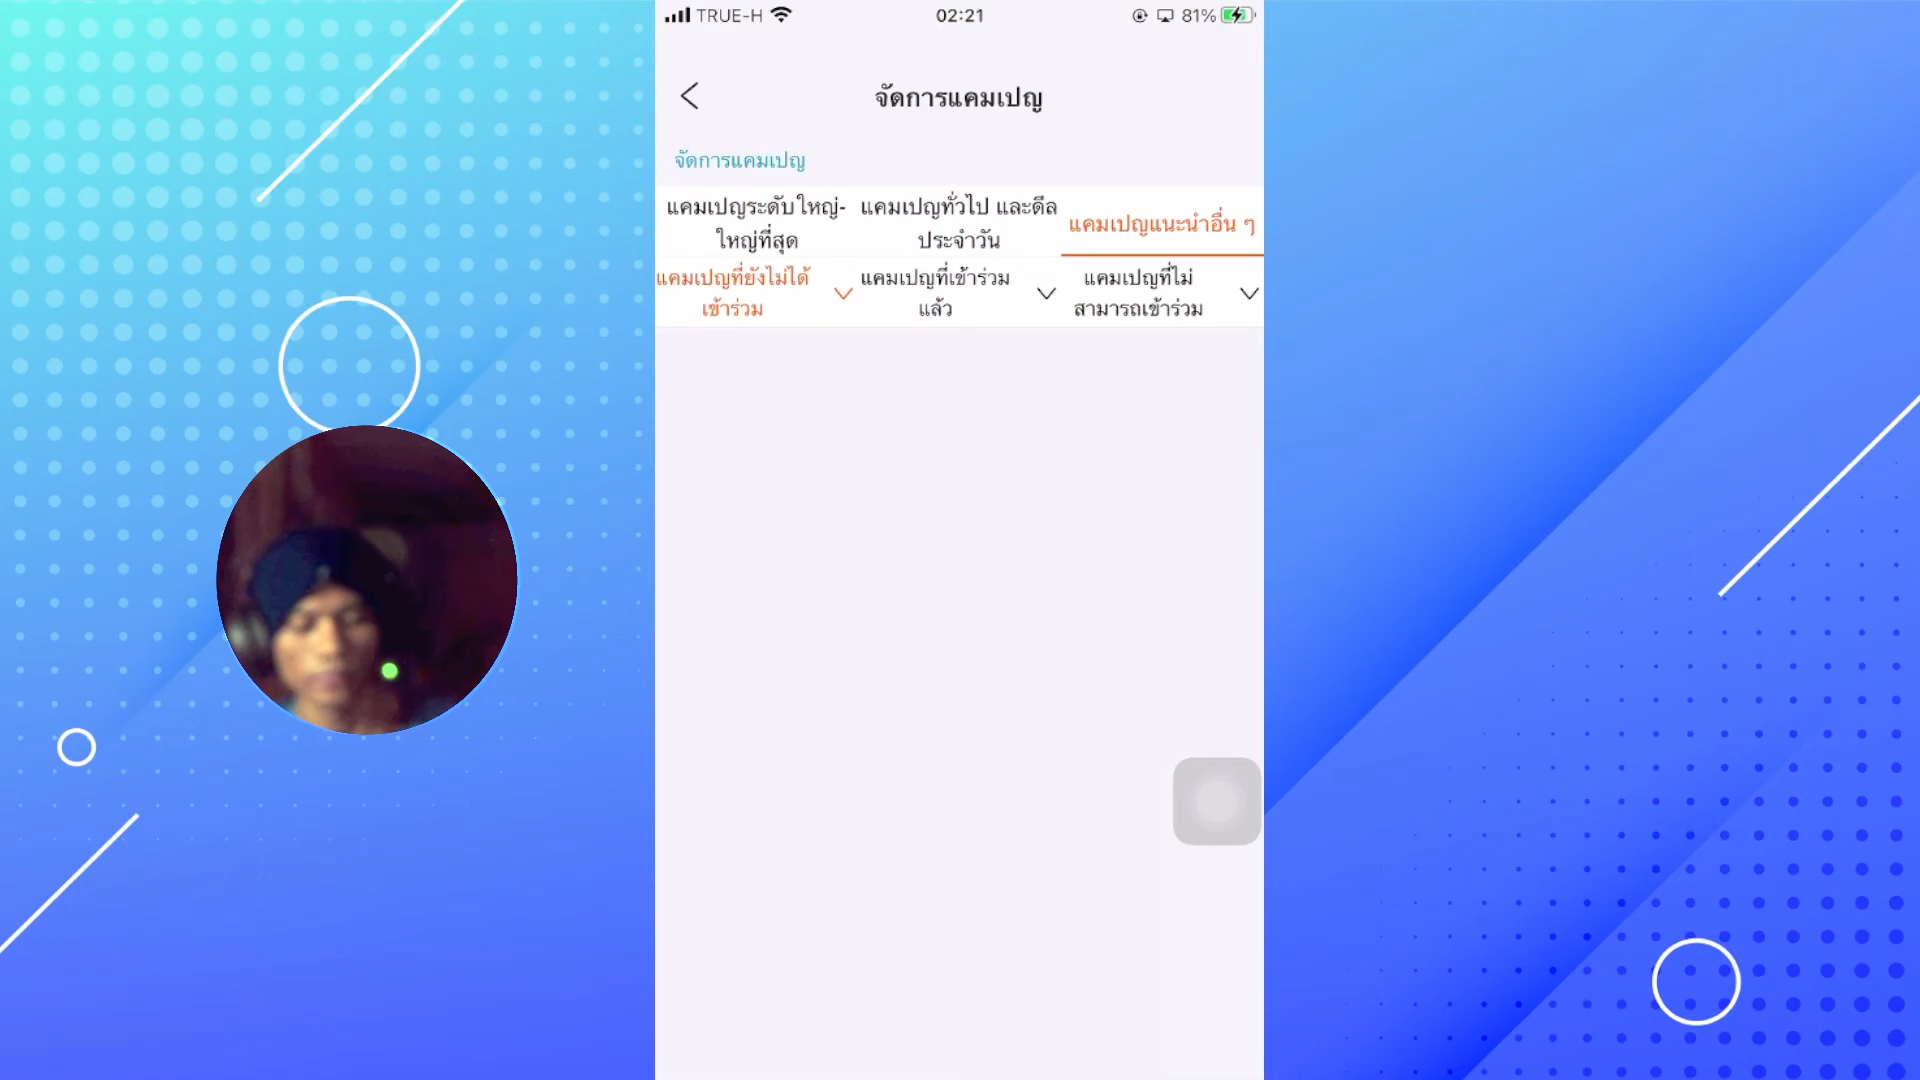 TRUE-H 02:21 81%
จัดการแคมเปญ
จัดการแคมเปญ
แคมเปญระดับใหญ่-
ใหญ่ที่สุด
แคมเปญทั่วไป และดีล
ประจำวัน
แคมเปญแนะนำอื่น ๆ
แคมเปญที่ยังไม่ได้
เข้าร่วม
แคมเปญที่เข้าร่วม
แล้ว
แคมเปญที่ไม่
สามารถเข้าร่วม